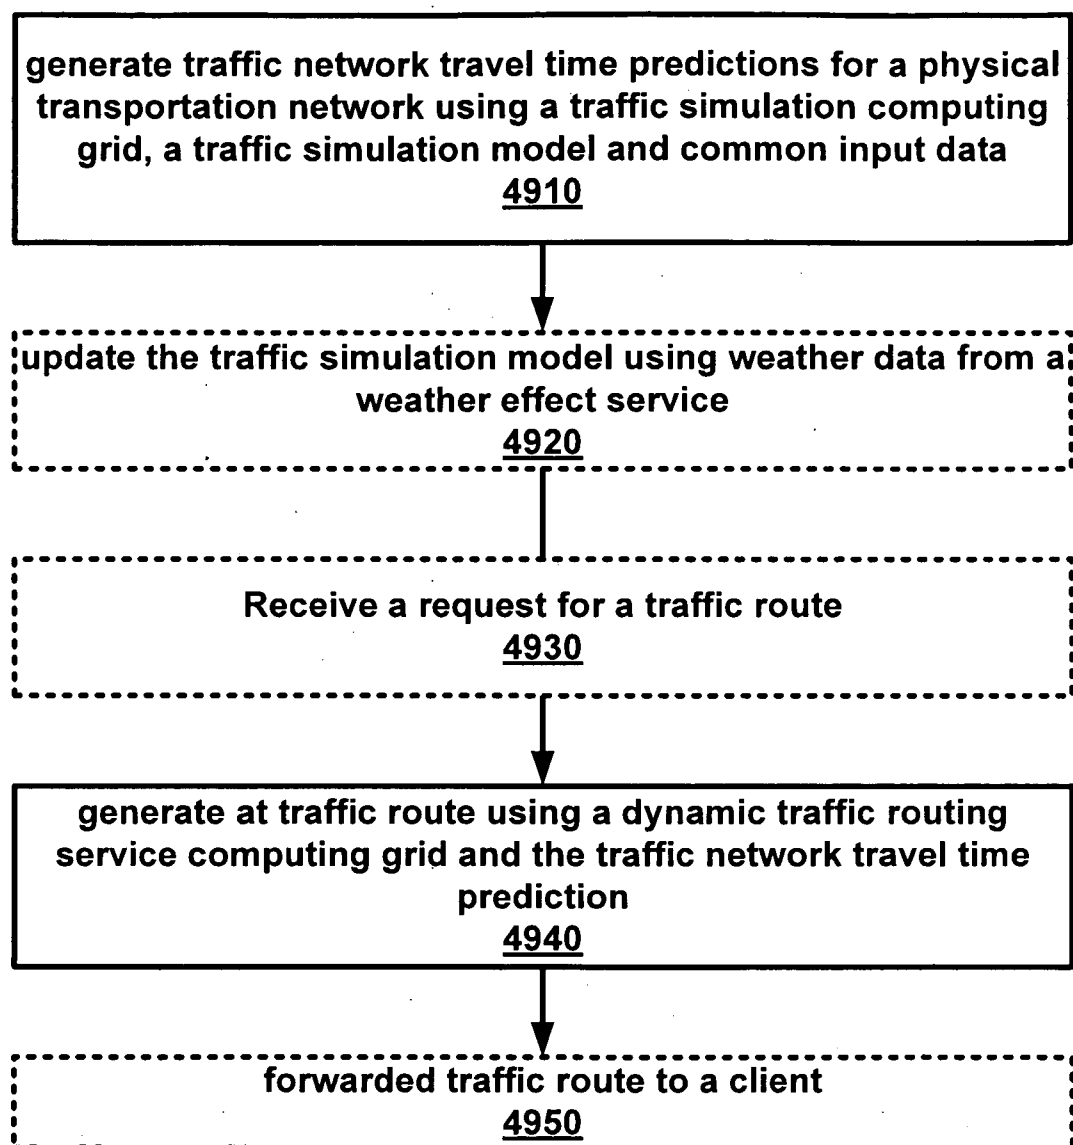 generate traffic network travel time predictions for a physical
transportation network using a traffic simulation computing
grid, a traffic simulation model and common input data
4910
update the traffic simulation model using weather data from a
weather effect service
4920
Receive a request for a traffic route
4930
generate at traffic route using a dynamic traffic routing
service computing grid and the traffic network travel time
prediction
4940
forwarded traffic route to a client
4950